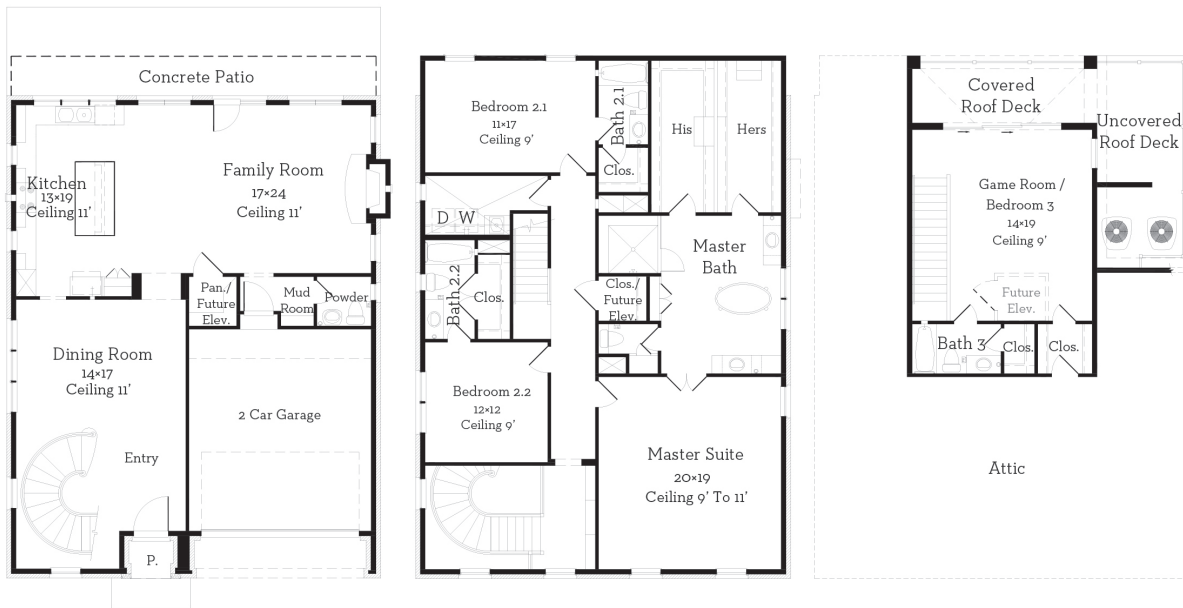 Concrete Patio
Kitchen
13×19
Ceiling 11'
Family Room
17×24
Ceiling 11'
Pan./
Future
Elev.
Mud
Room
Powder
Dining Room
14×17
Ceiling 11'
Entry
2 Car Garage
P.
Bedroom 2.1
11×17
Ceiling 9'
Bath 2.1
Clos.
His
Hers
D W
Bath 2.2
Clos.
Clos./
Future
Elev.
Master
Bath
Bedroom 2.2
12×12
Ceiling 9'
Master Suite
20×19
Ceiling 9' To 11'
Covered
Roof Deck
Uncovered
Roof Deck
Game Room /
Bedroom 3
14×19
Ceiling 9'
Future
Elev.
Bath 3
Clos.
Clos.
Attic